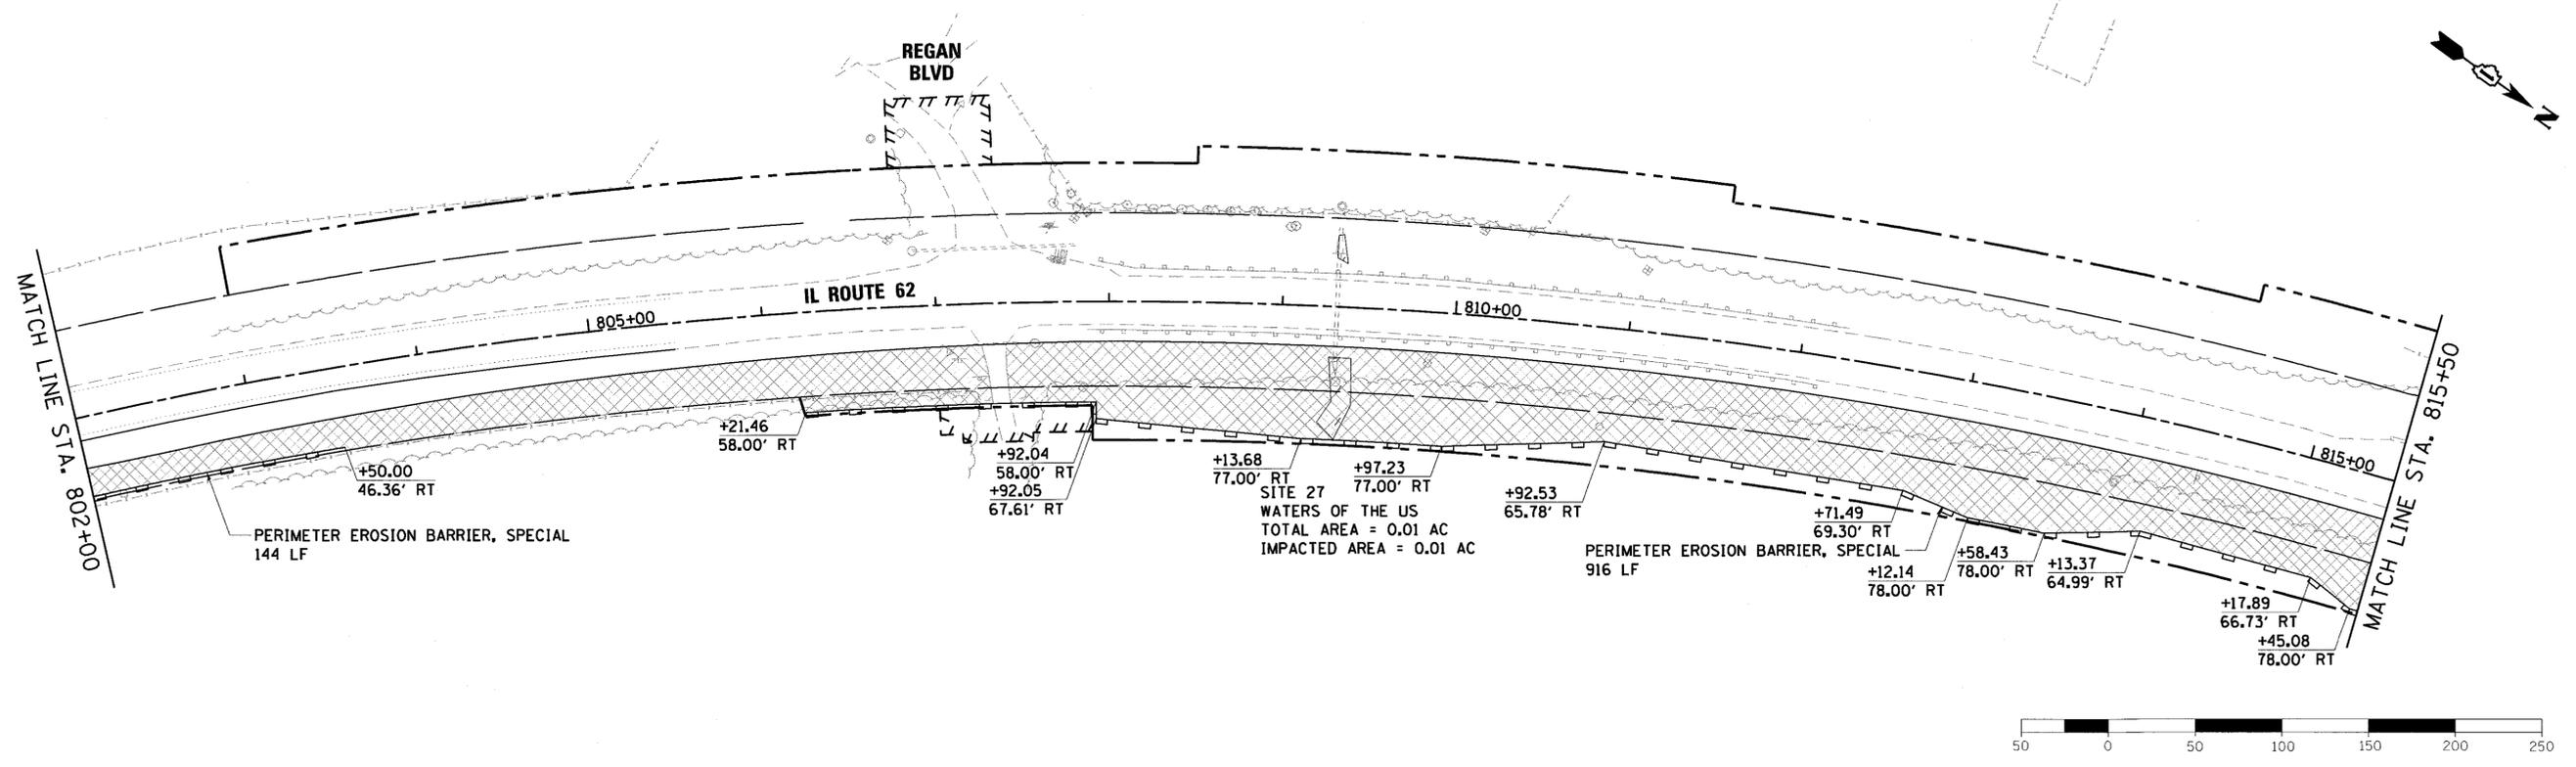 REGAN
BLVD
N
MATCH LINE STA. 802+00
805+00
IL ROUTE 62
810+00
815+00
MATCH LINE STA. 815+50
+50.00
46.36' RT
PERIMETER EROSION BARRIER, SPECIAL
144 LF
+21.46
58.00' RT
+92.04
58.00' RT
+92.05
67.61' RT
+13.68
77.00' RT
SITE 27
WATERS OF THE US
TOTAL AREA = 0.01 AC
IMPACTED AREA = 0.01 AC
+97.23
77.00' RT
+92.53
65.78' RT
PERIMETER EROSION BARRIER, SPECIAL
916 LF
+71.49
69.30' RT
+12.14
78.00' RT
+58.43
78.00' RT
+13.37
64.99' RT
+17.89
66.73' RT
+45.08
78.00' RT
50 0 50 100 150 200 250